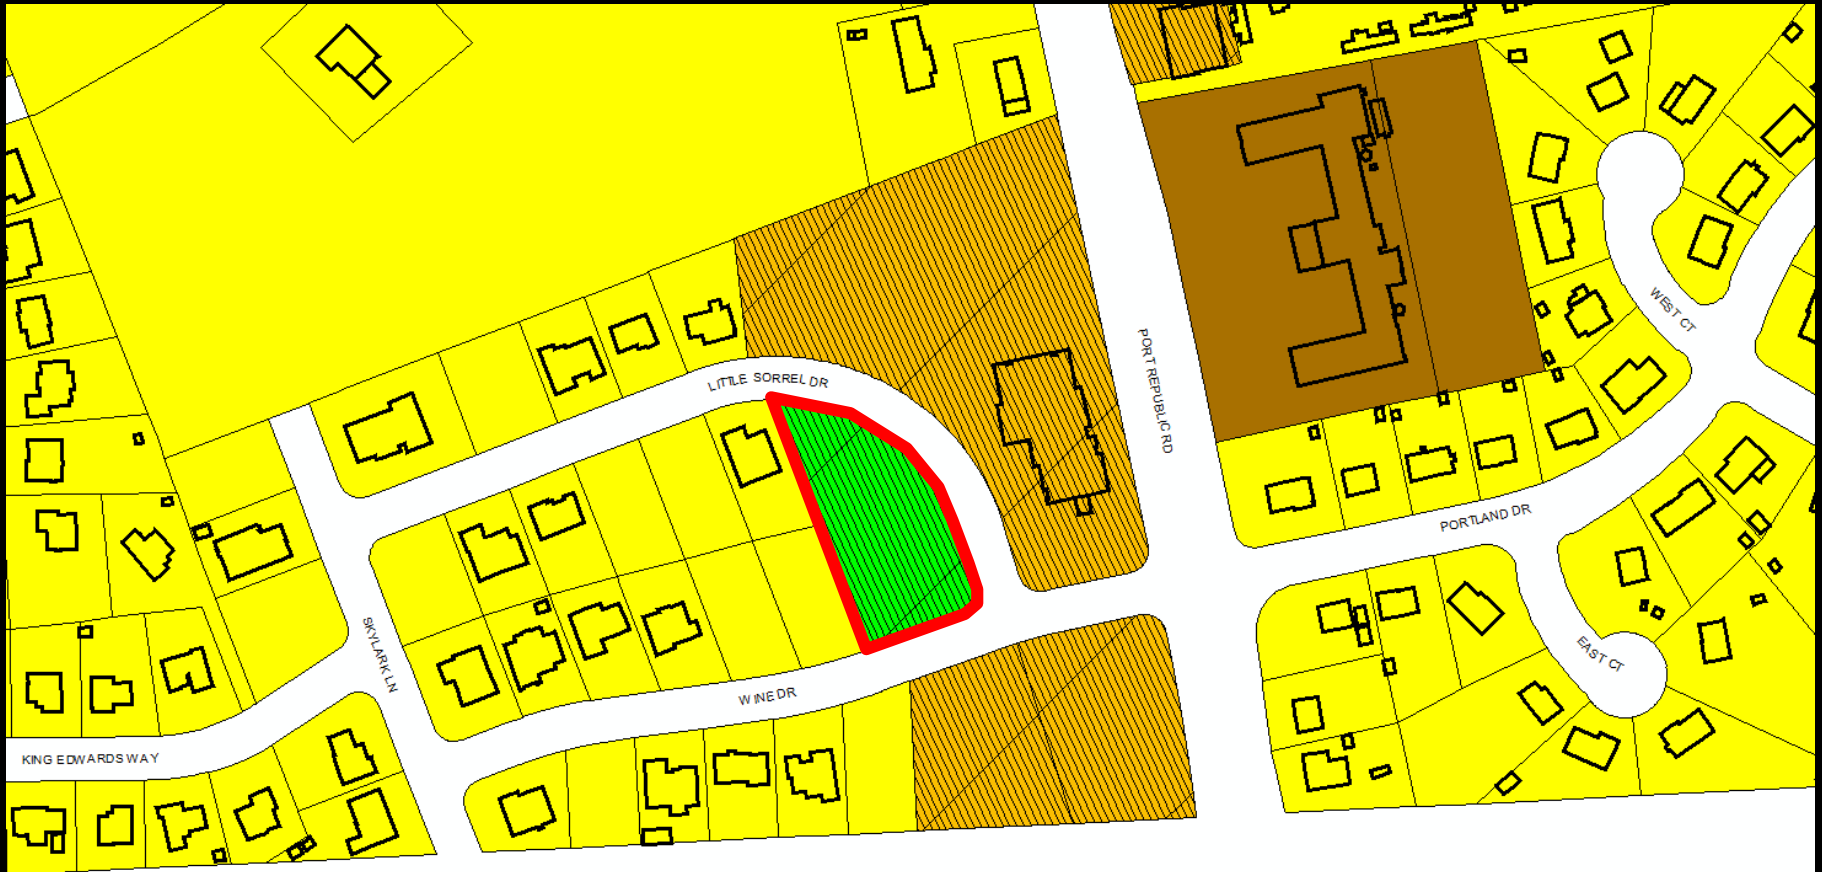 WEST CT
PORT REPUBLIC RD
LITTLE SORREL DR
PORTLAND DR
SKYLARK LN
EAST CT
WINE DR
KING EDWARDS WAY